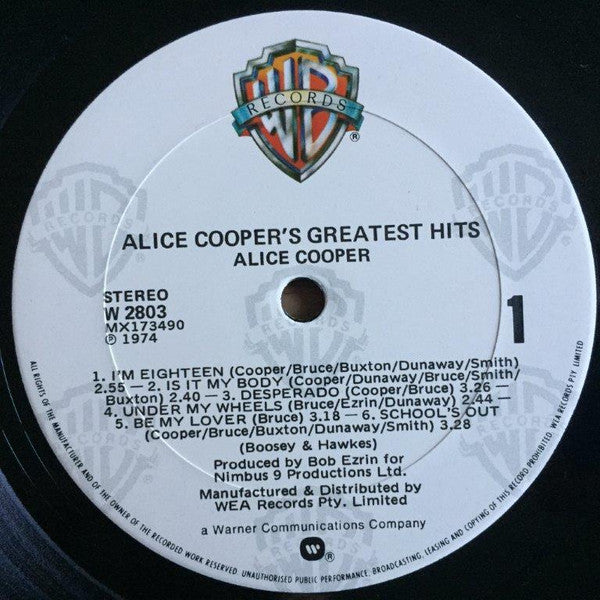 WB
RECORDS
®
ALICE COOPER'S GREATEST HITS
ALICE COOPER
STEREO
W 2803
MX173490
℗ 1974
1
1. I'M EIGHTEEN (Cooper/Bruce/Buxton/Dunaway/Smith)
2.55 — 2. IS IT MY BODY (Cooper/Dunaway/Bruce/Smith/
Buxton) 2.40 — 3. DESPERADO (Cooper/Bruce) 3.26 —
4. UNDER MY WHEELS (Bruce/Ezrin/Dunaway) 2.44 —
5. BE MY LOVER (Bruce) 3.18 — 6. SCHOOL'S OUT
(Cooper/Bruce/Buxton/Dunaway/Smith) 3.28
(Boosey & Hawkes)
Produced by Bob Ezrin for
Nimbus 9 Productions Ltd.
Manufactured & Distributed by
WEA Records Pty. Limited
a Warner Communications Company
®
ALL RIGHTS OF THE MANUFACTURER AND OF THE OWNER OF THE RECORDED WORK RESERVED. UNAUTHORISED PUBLIC PERFORMANCE, BROADCASTING, LEASING AND COPYING OF THIS RECORD PROHIBITED. WEA RECORDS PTY. LIMITED